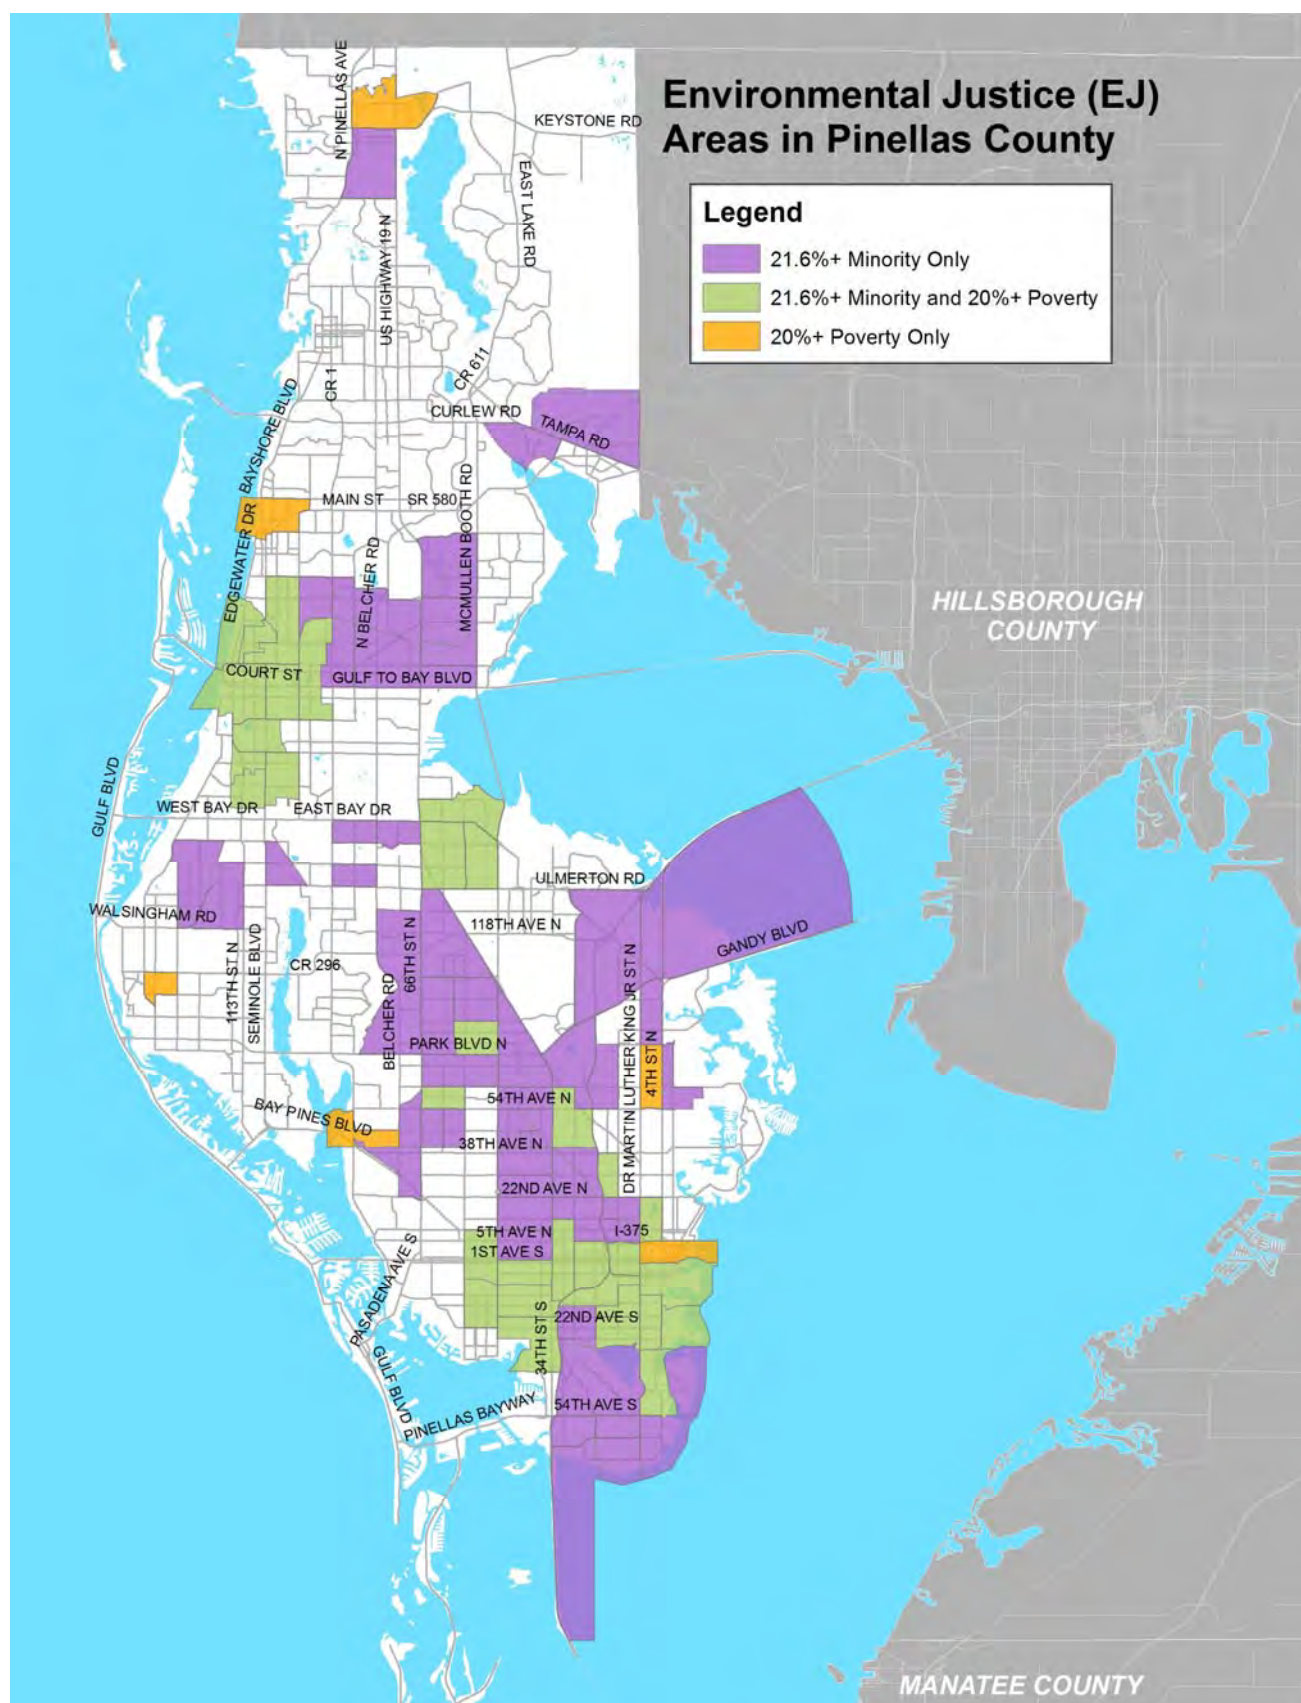 Environmental Justice (EJ)
Areas in Pinellas County
Legend
21.6%+ Minority Only
21.6%+ Minority and 20%+ Poverty
20%+ Poverty Only
N PINELLAS AVE
KEYSTONE RD
EAST LAKE RD
US HIGHWAY 19 N
CR 1
CR 611
CURLEW RD
TAMPA RD
BAYSHORE BLVD
MAIN ST
SR 580
MCMULLEN BOOTH RD
EDGEWATER DR
N BELCHER RD
HILLSBOROUGH
COUNTY
COURT ST
GULF TO BAY BLVD
GULF BLVD
WEST BAY DR
EAST BAY DR
ULMERTON RD
WALSINGHAM RD
118TH AVE N
GANDY BLVD
113TH ST N
SEMINOLE BLVD
CR 296
66TH ST N
BELCHER RD
DR MARTIN LUTHER KING JR ST N
4TH ST N
PARK BLVD N
54TH AVE N
BAY PINES BLVD
38TH AVE N
22ND AVE N
5TH AVE N
I-375
1ST AVE S
PASADENA AVE S
22ND AVE S
34TH ST S
GULF BLVD
54TH AVE S
PINELLAS BAYWAY
MANATEE COUNTY